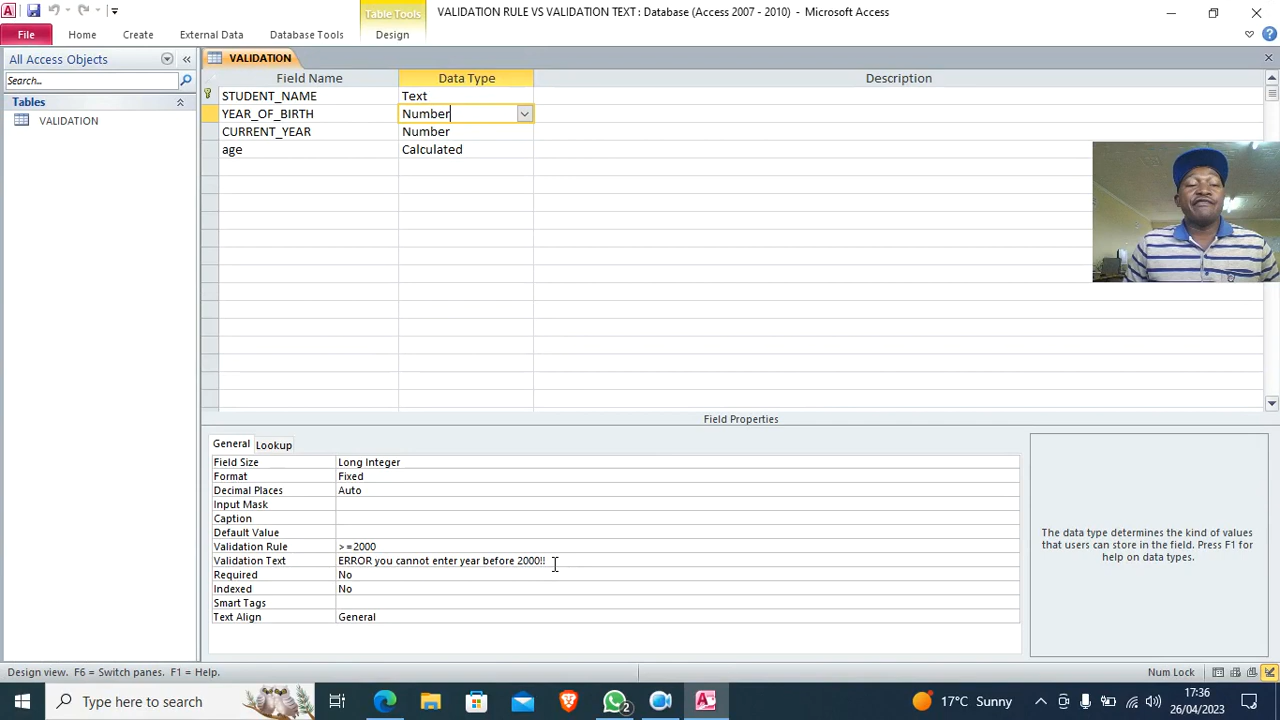 Table Tools
VALIDATION RULE VS VALIDATION TEXT : Database (Access 2007 - 2010) - Microsoft Access
File Home Create External Data Database Tools Design
All Access Objects
Search...
Tables
VALIDATION
VALIDATION
Field Name Data Type Description
STUDENT_NAME Text
YEAR_OF_BIRTH Number
CURRENT_YEAR Number
age Calculated
Field Properties
General Lookup
Field Size Long Integer
Format Fixed
Decimal Places Auto
Input Mask
Caption
Default Value
Validation Rule >=2000
Validation Text ERROR you cannot enter year before 2000!!
Required No
Indexed No
Smart Tags
Text Align General
The data type determines the kind of values
that users can store in the field. Press F1 for
help on data types.
Design view. F6 = Switch panes. F1 = Help.
Num Lock
Type here to search
2
17°C Sunny
17:36
26/04/2023